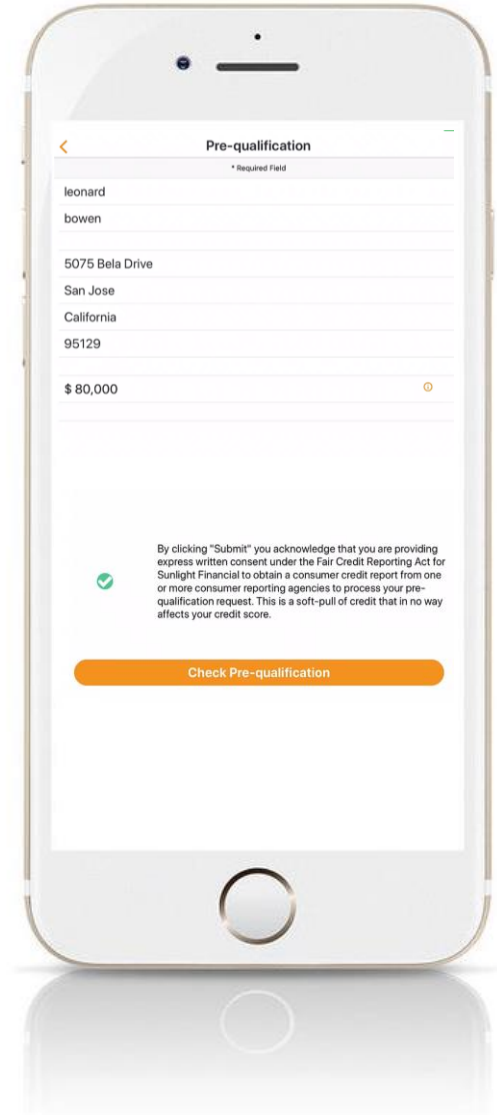 Pre-qualification
* Required Field
leonard
bowen
5075 Bela Drive
San Jose
California
95129
$ 80,000
By clicking "Submit" you acknowledge that you are providing
express written consent under the Fair Credit Reporting Act for
Sunlight Financial to obtain a consumer credit report from one
or more consumer reporting agencies to process your pre-
qualification request. This is a soft-pull of credit that in no way
affects your credit score.
Check Pre-qualification